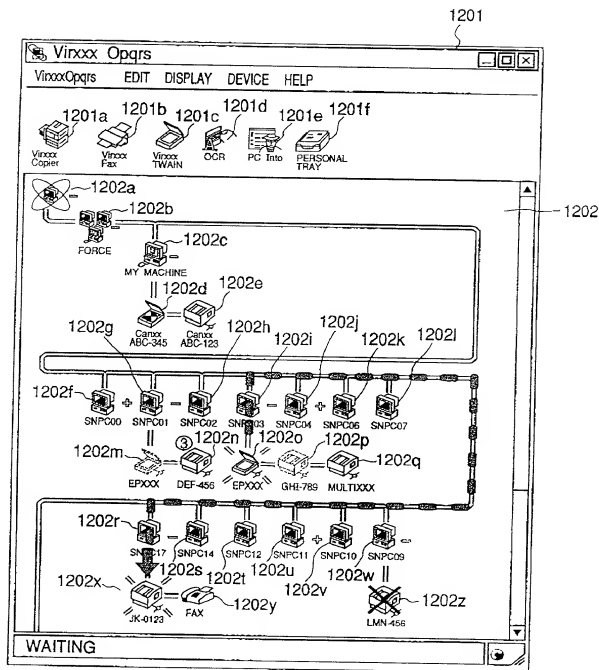 1201
Virxxx Opqrs
VirxxxOpqrs EDIT DISPLAY DEVICE HELP
1201a 1201b 1201c 1201d 1201e 1201f
Virxxx Copier
Virxxx Fax
Virxxx TWAIN
OCR
PC Into
PERSONAL TRAY
1202a
1202b
1202
FORCE
1202c
MY MACHINE
1202d 1202e
Canxx ABC-345
Canxx ABC-123
1202g 1202h 1202i 1202j 1202k 1202l
1202f
SNPC00 + SNPC01 - SNPC02 SNPC03 - SNPC04 + SNPC06 SNPC07
1202m ③ 1202n 1202o 1202p 1202q
EPXXX DEF-456 EPXXX GHI-789 MULTIXXX
1202r
SNPC17 - SNPC14 SNPC12 SNPC11 + SNPC10 SNPC09 -
1202s 1202t 1202u 1202v 1202w
1202x 1202y 1202z
JK-0123 FAX LMN-456
WAITING